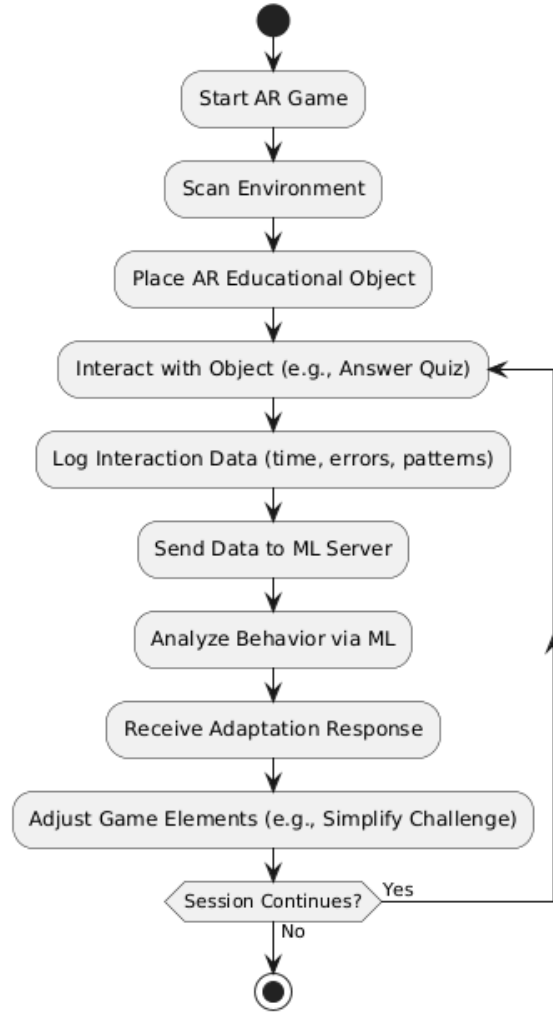 Start AR Game
Scan Environment
Place AR Educational Object
Interact with Object (e.g., Answer Quiz)
Log Interaction Data (time, errors, patterns)
Send Data to ML Server
Analyze Behavior via ML
Receive Adaptation Response
Adjust Game Elements (e.g., Simplify Challenge)
Session Continues?
Yes
No